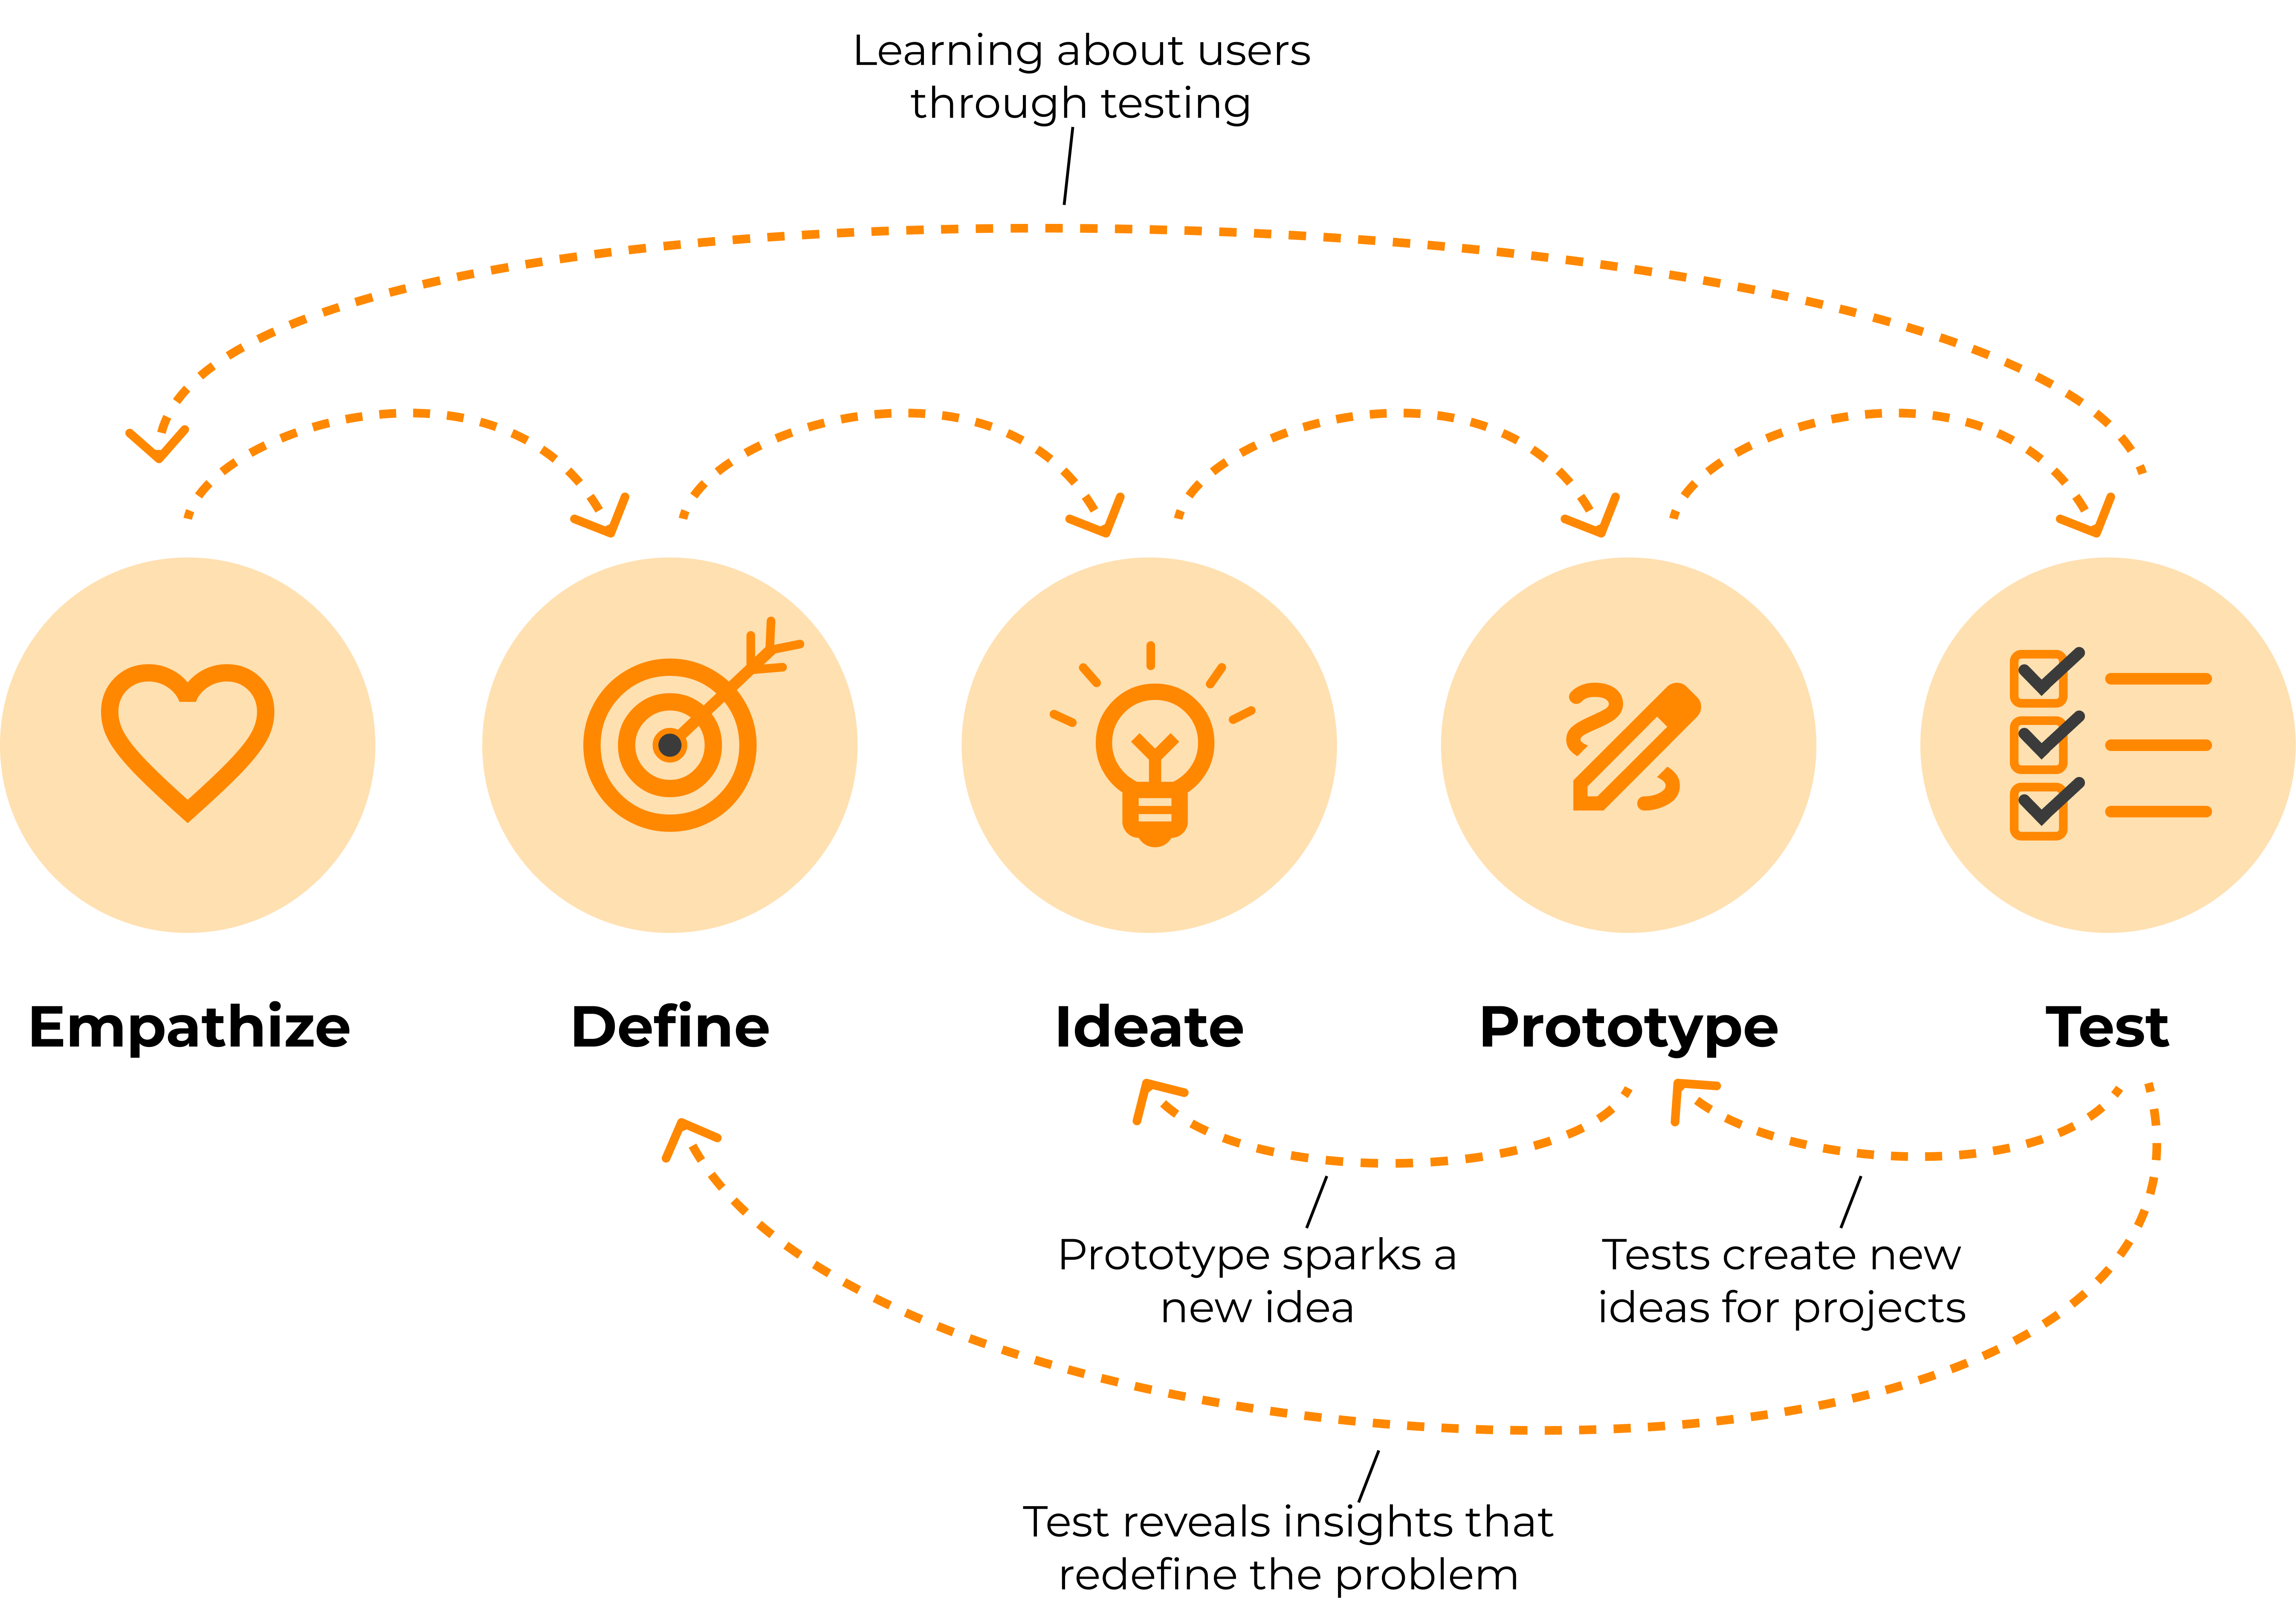 Learning about users
through testing
Empathize
Define
Ideate
Prototype
Test
Prototype sparks a
new idea
Tests create new
ideas for projects
Test reveals insights that
redefine the problem